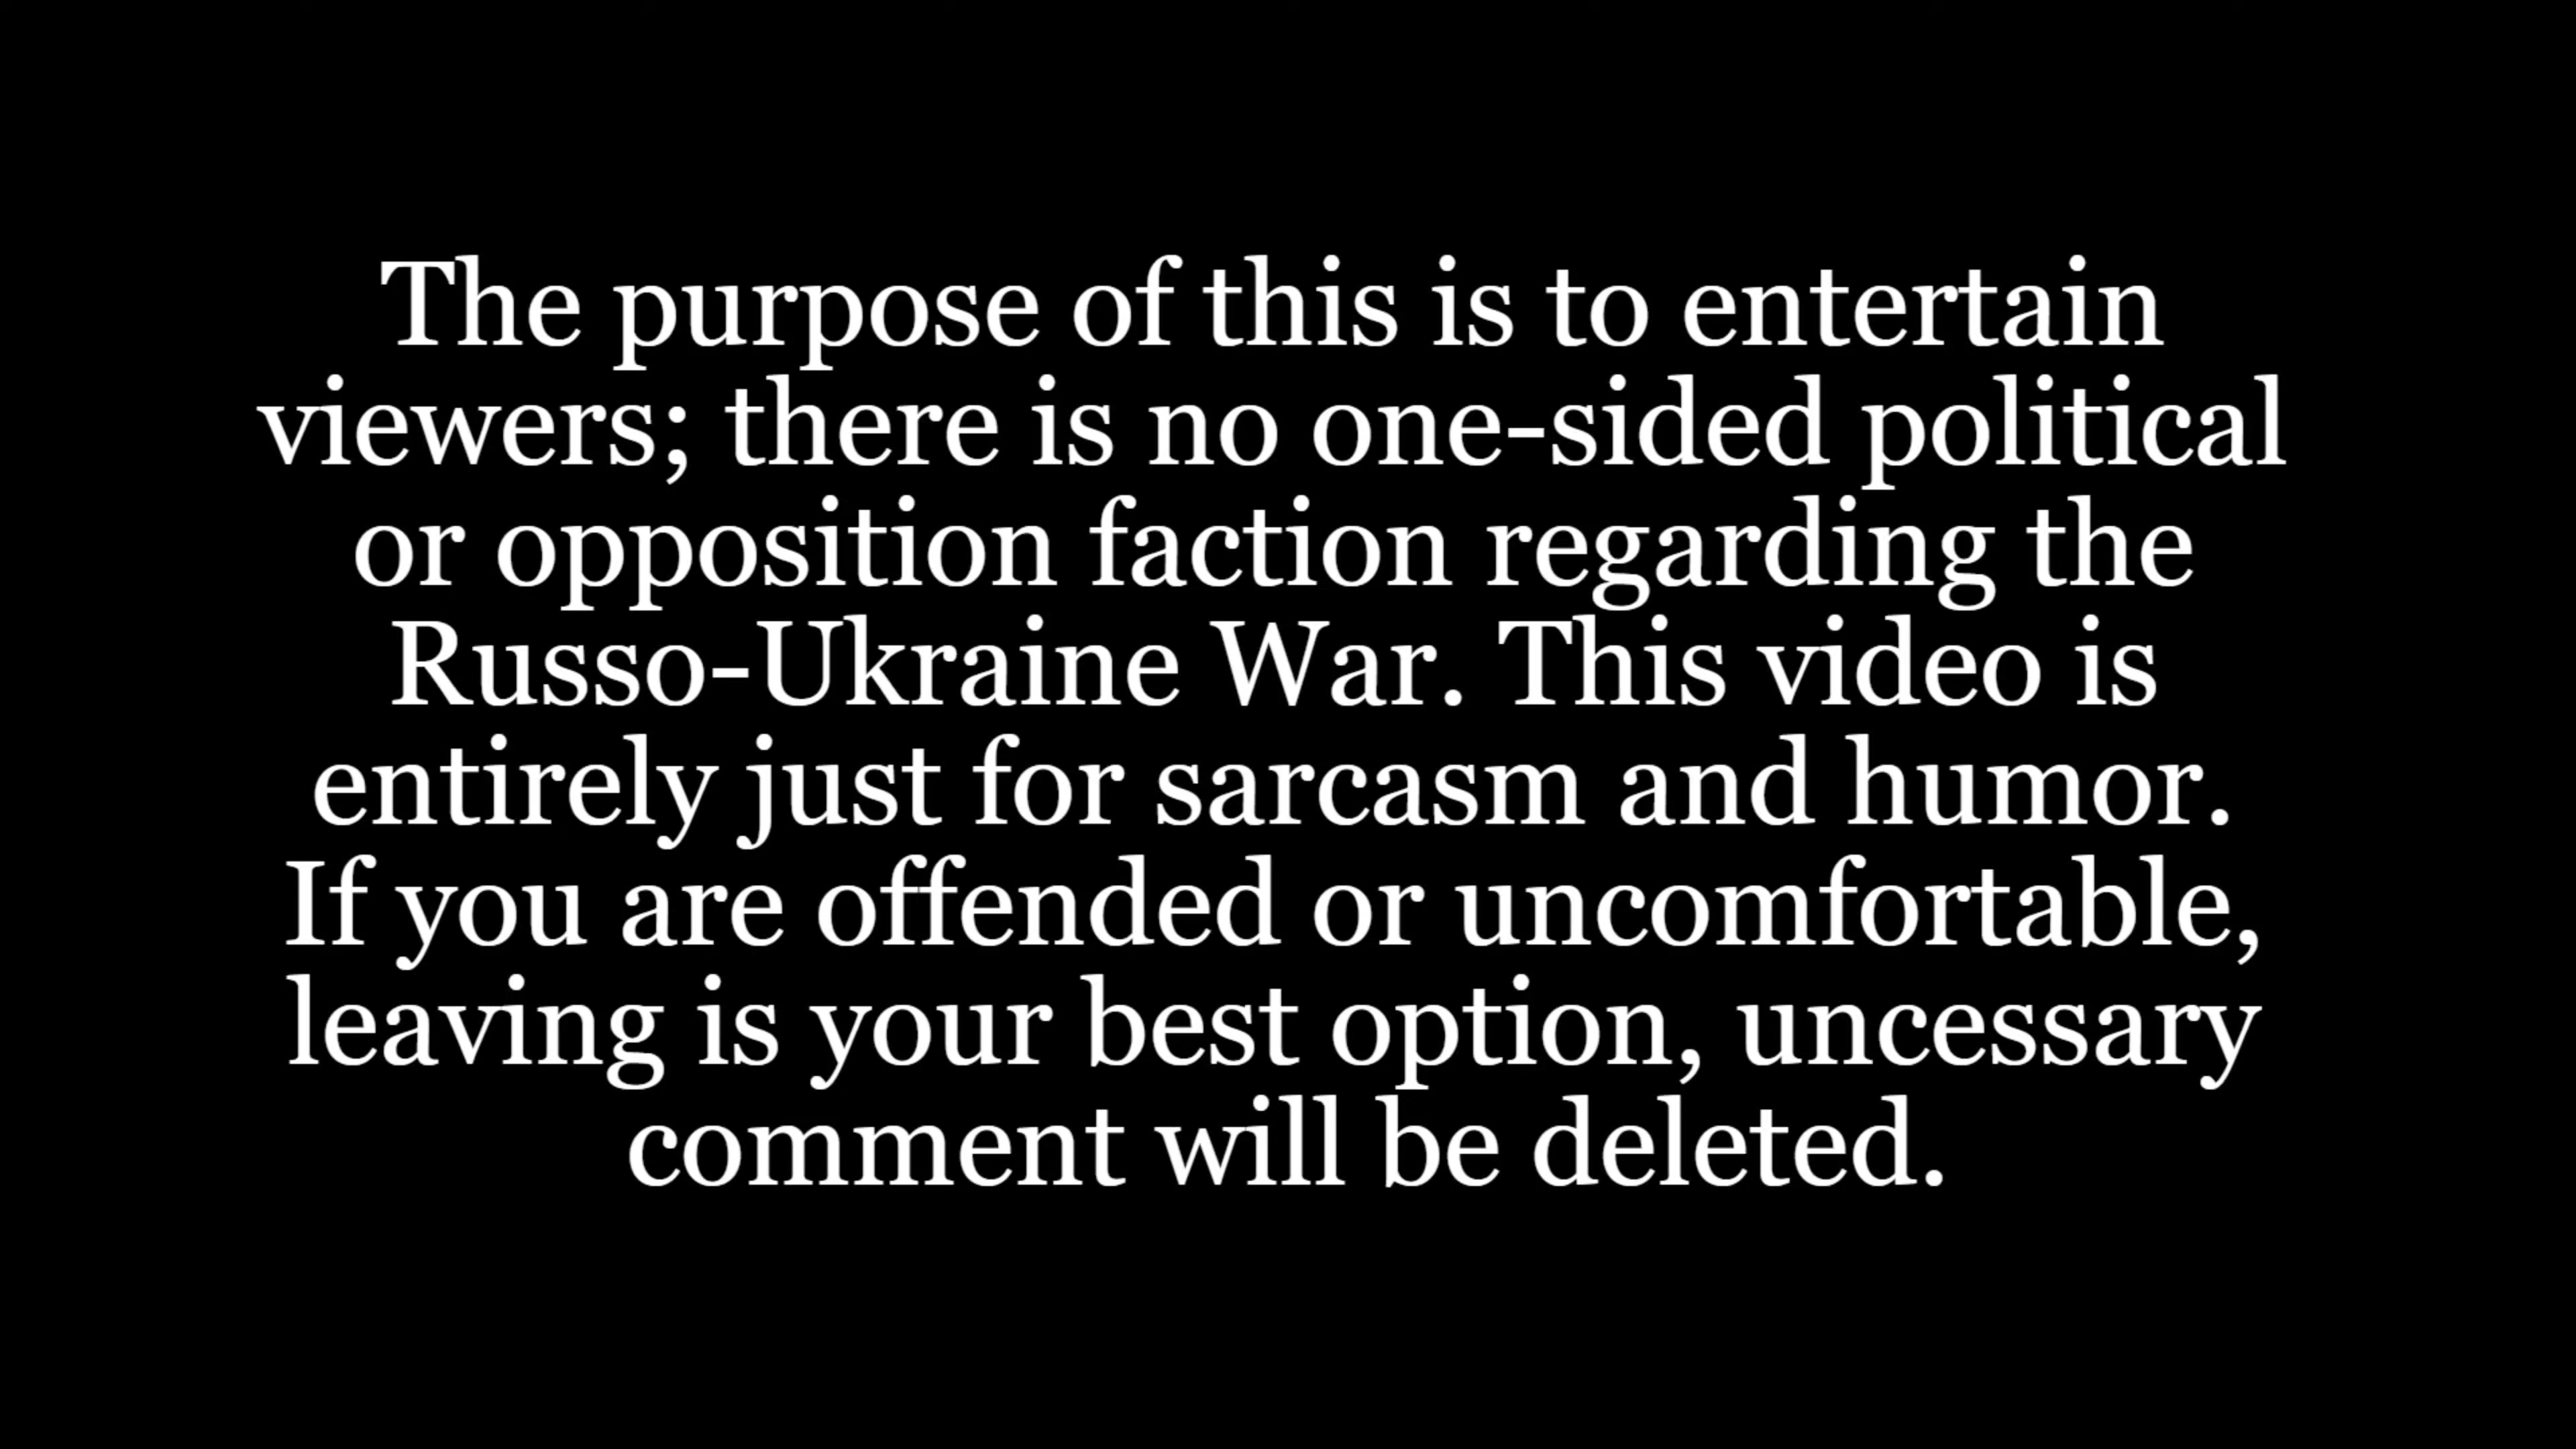 The purpose of this is to entertain
viewers; there is no one-sided political
or opposition faction regarding the
Russo-Ukraine War. This video is
entirely just for sarcasm and humor.
If you are offended or uncomfortable,
leaving is your best option, uncessary
comment will be deleted.